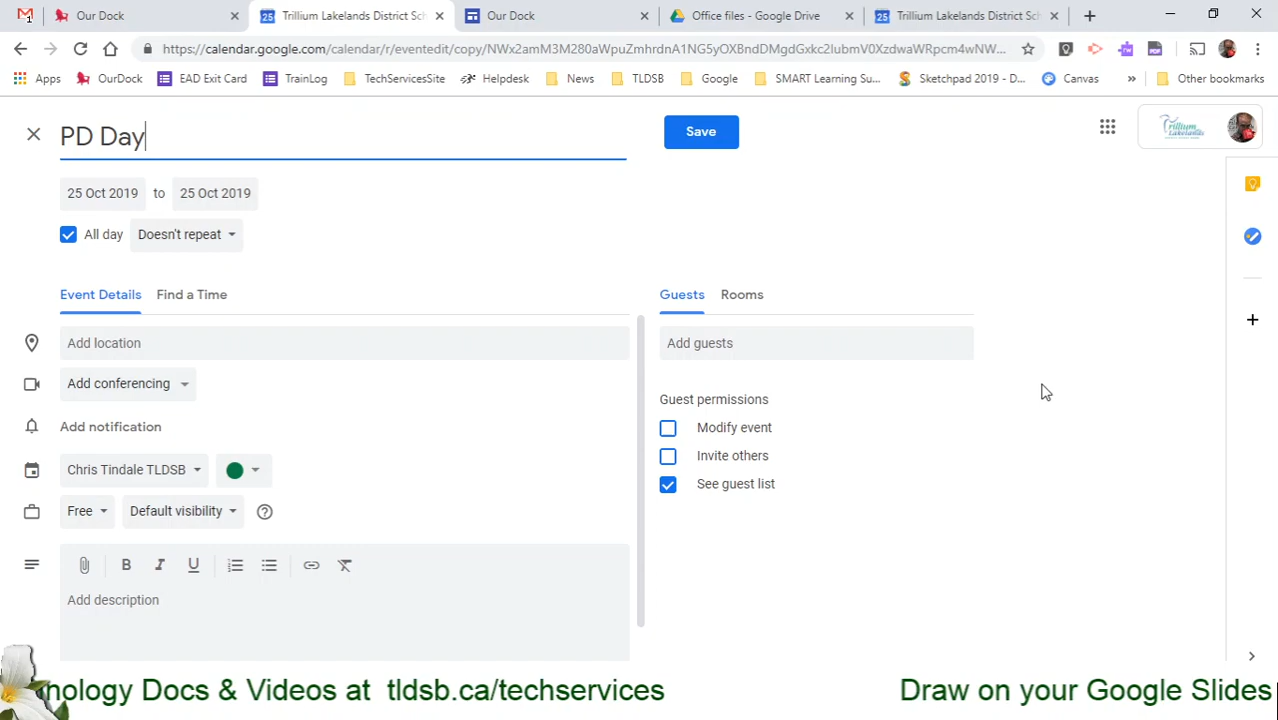 Our Dock
Trillium Lakelands District Sch
Our Dock
Office files - Google Drive
Trillium Lakelands District Sch
https://calendar.google.com/calendar/r/eventedit/copy/NWx2amM3M280aWpuZmhrdnA1NG5yOXBndDMgdGxkc2lubmV0XzdwaWRpcm4wNW...
Apps
OurDock
EAD Exit Card
TrainLog
TechServicesSite
Helpdesk
News
TLDSB
Google
SMART Learning Su...
Sketchpad 2019 - D...
Canvas
»
Other bookmarks
PD Day
Save
Trillium
Lakelands
25 Oct 2019 to 25 Oct 2019
All day
Doesn't repeat
Event Details
Find a Time
Guests
Rooms
Add location
Add guests
Add conferencing
Guest permissions
Add notification
Modify event
Invite others
Chris Tindale TLDSB
See guest list
Free
Default visibility
B I U
Add description
nology Docs & Videos at tldsb.ca/techservices
Draw on your Google Slides